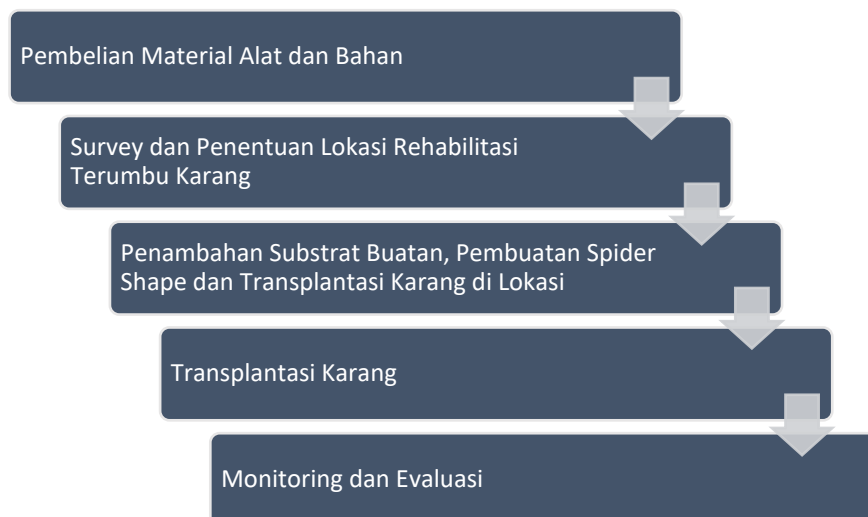 Pembelian Material Alat dan Bahan
Survey dan Penentuan Lokasi Rehabilitasi
Terumbu Karang
Penambahan Substrat Buatan, Pembuatan Spider
Shape dan Transplantasi Karang di Lokasi
Transplantasi Karang
Monitoring dan Evaluasi